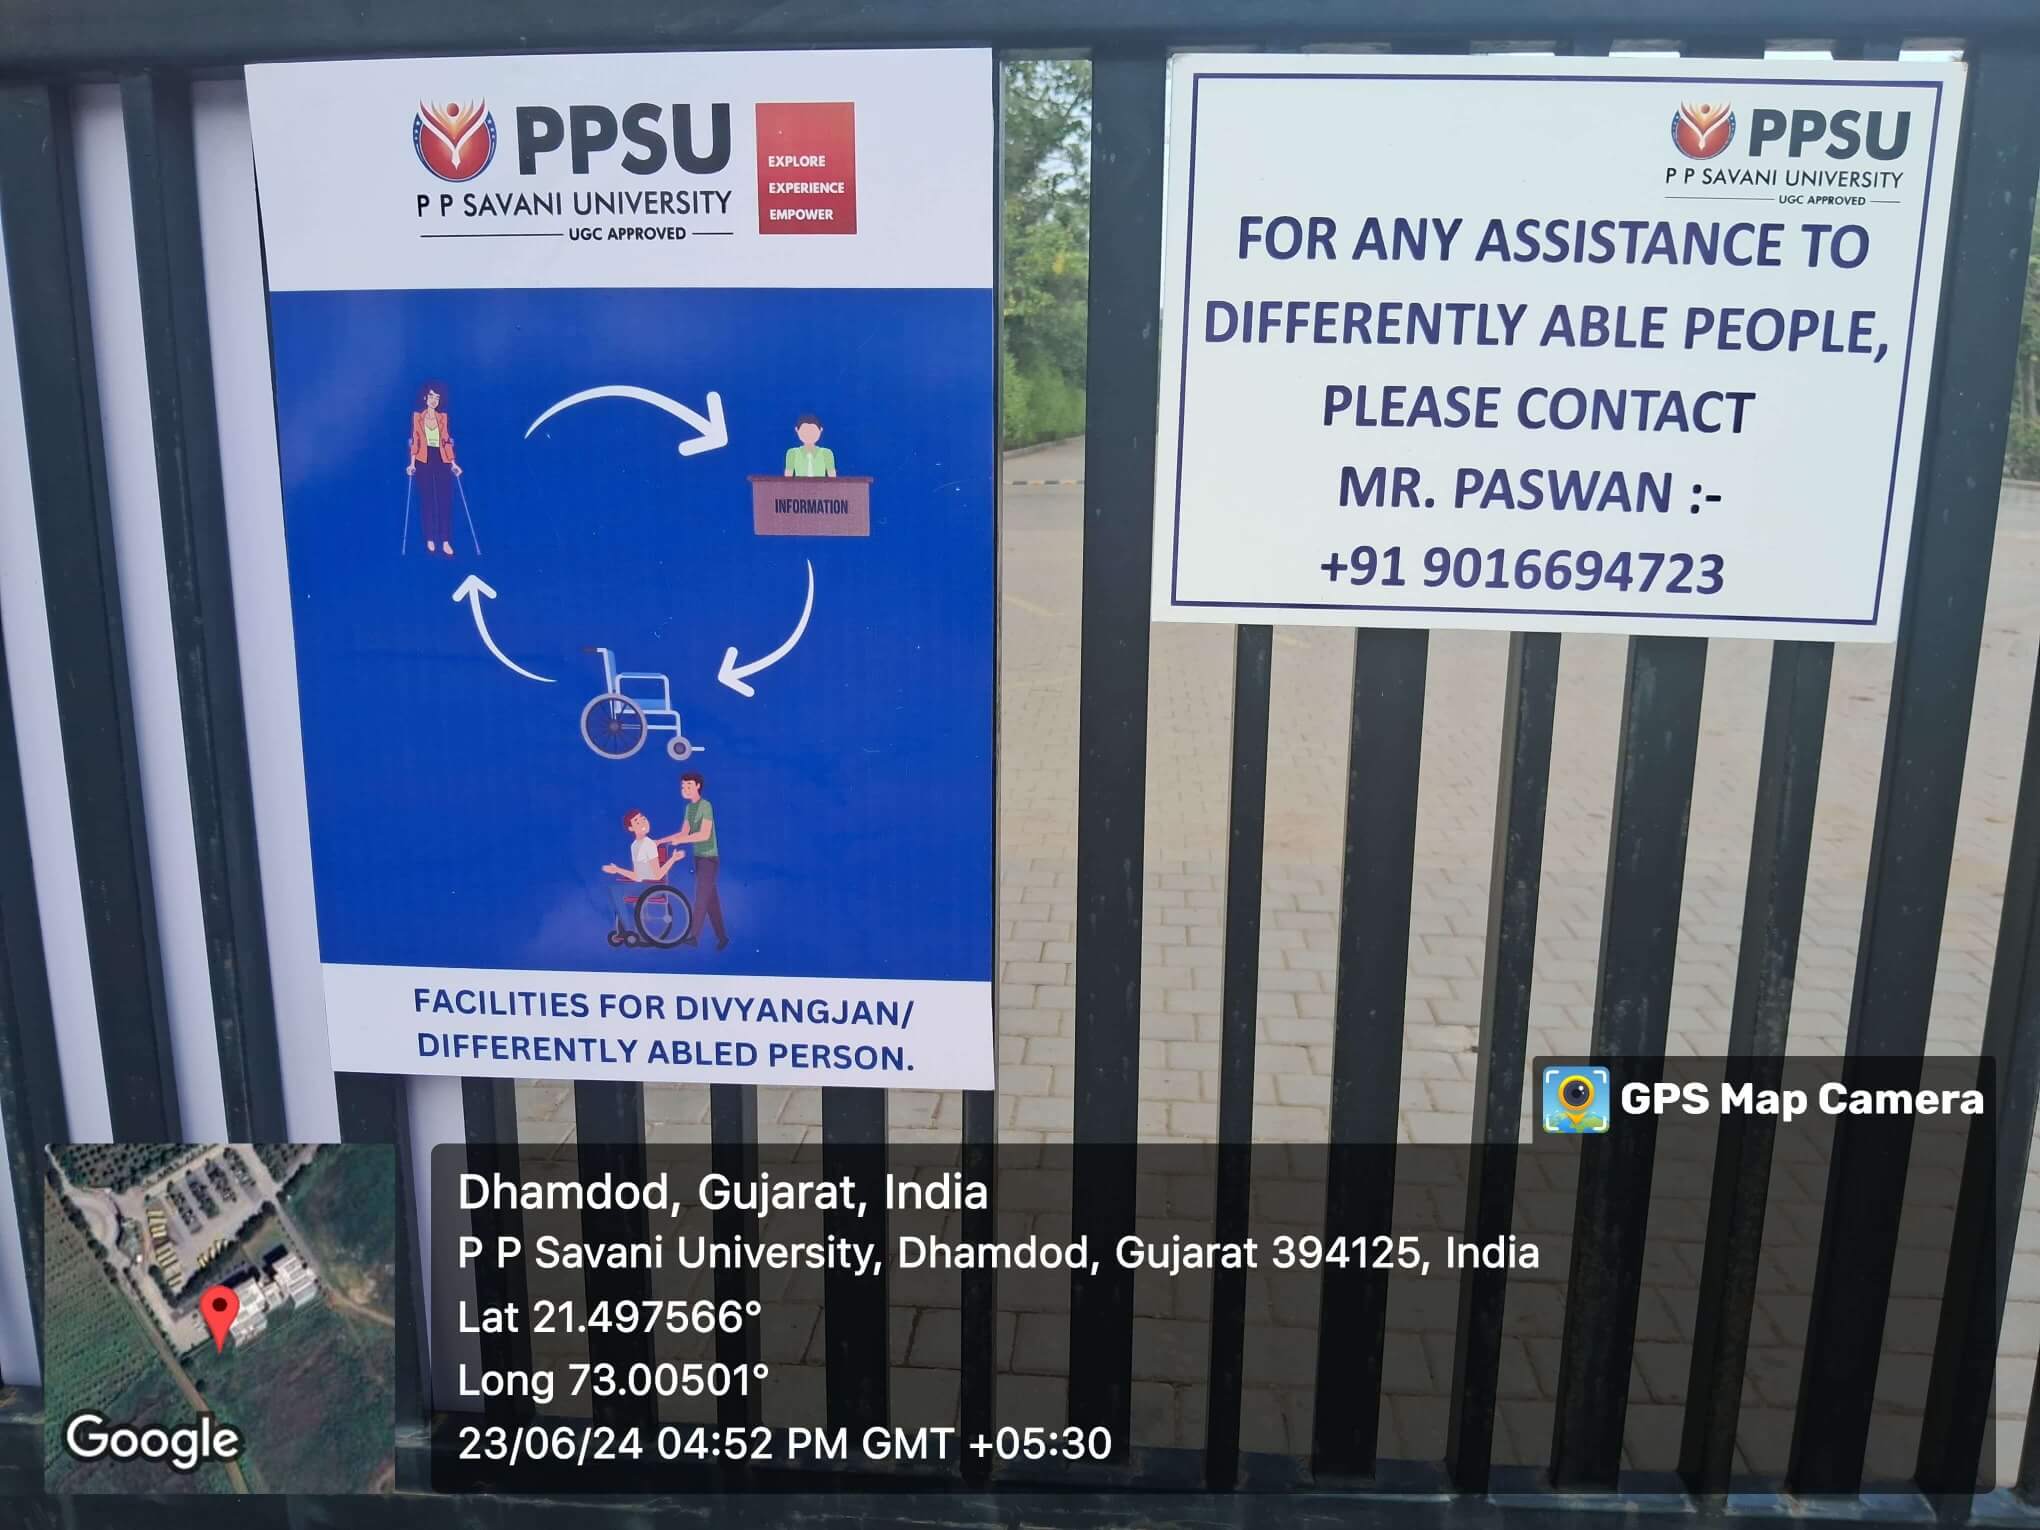 PPSU
P P SAVANI UNIVERSITY
UGC APPROVED
EXPLORE
EXPERIENCE
EMPOWER
INFORMATION
FACILITIES FOR DIVYANGJAN/
DIFFERENTLY ABLED PERSON.
PPSU
P P SAVANI UNIVERSITY
UGC APPROVED
FOR ANY ASSISTANCE TO
DIFFERENTLY ABLE PEOPLE,
PLEASE CONTACT
MR. PASWAN :-
+91 9016694723
GPS Map Camera
Dhamdod, Gujarat, India
P P Savani University, Dhamdod, Gujarat 394125, India
Lat 21.497566°
Long 73.00501°
23/06/24 04:52 PM GMT +05:30
Google